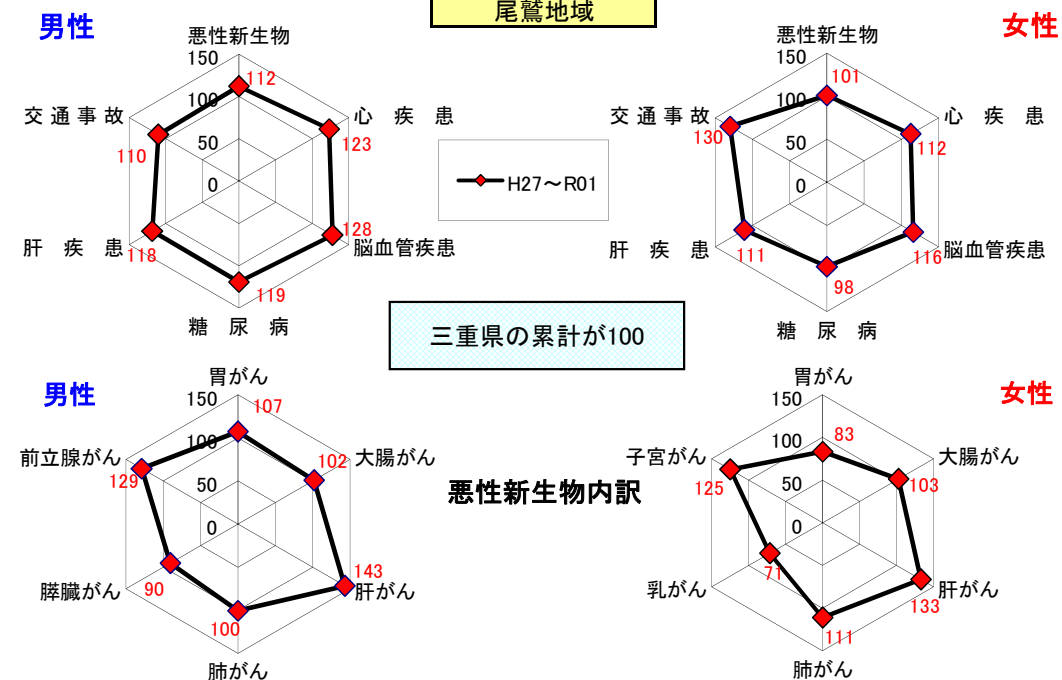 尾鷲地域
男性
女性
悪性新生物
150
112
100
50
0
心 疾 患
123
脳血管疾患
128
糖 尿 病
119
肝 疾 患
118
交 通 事 故
110
H27～R01
悪性新生物
150
101
100
50
0
心 疾 患
112
脳血管疾患
116
糖 尿 病
98
肝 疾 患
111
交 通 事 故
130
三重県の累計が100
男性
女性
胃がん
150
107
100
50
0
大腸がん
102
肝がん
143
肺がん
100
膵臓がん
90
前立腺がん
129
悪性新生物内訳
胃がん
150
83
100
50
0
大腸がん
103
肝がん
133
肺がん
111
乳がん
71
子宮がん
125